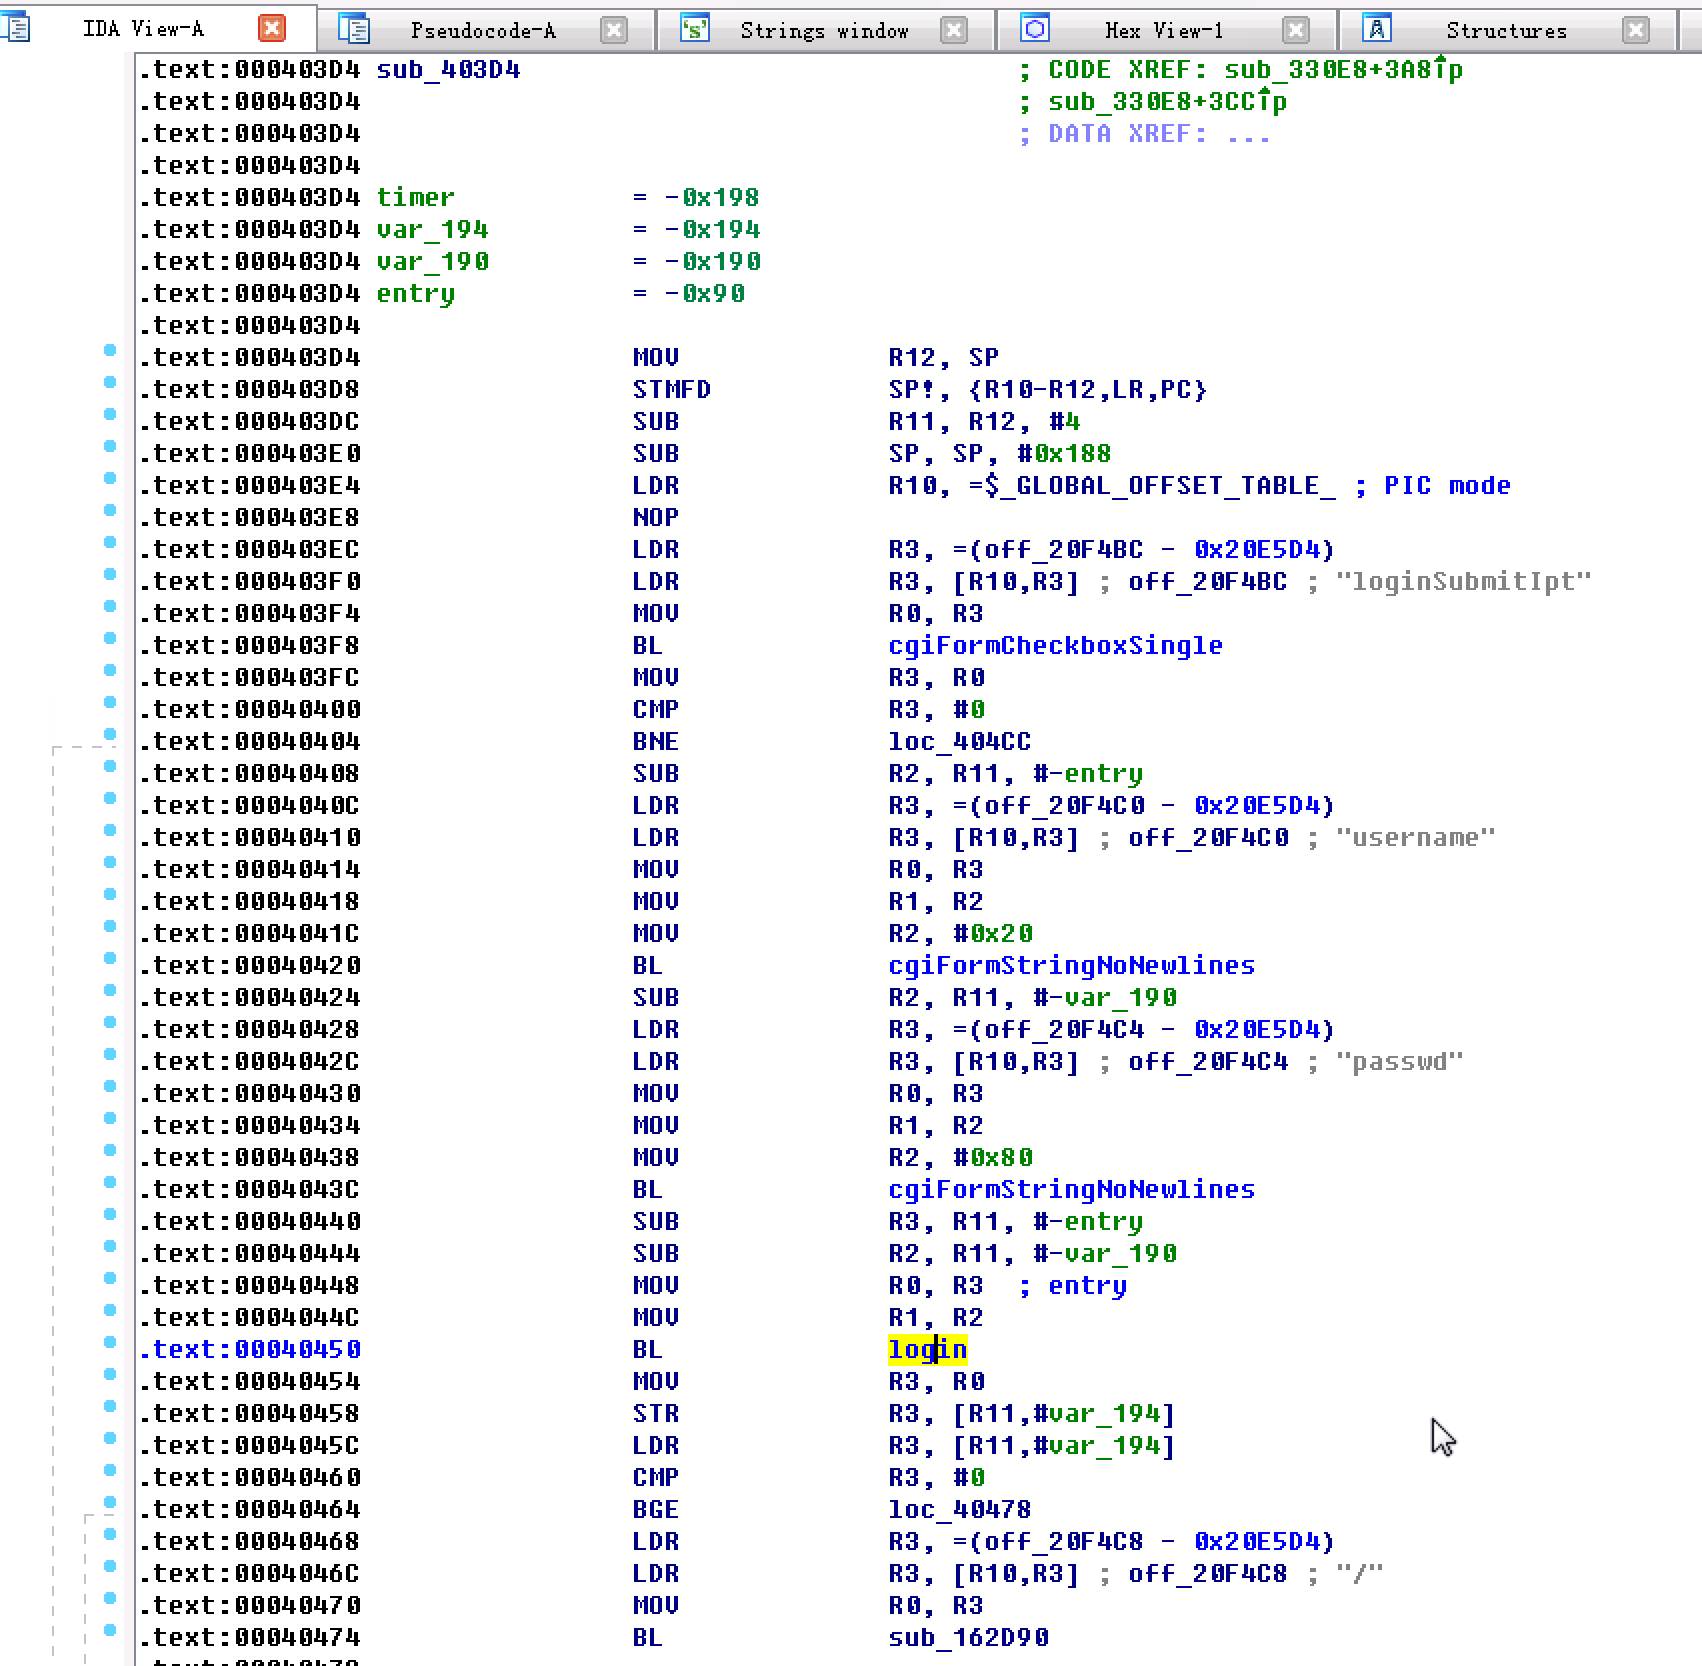 IDA View-A Pseudocode-A 's' Strings window Hex View-1 A Structures
.text:000403D4 sub_403D4 ; CODE XREF: sub_330E8+3A8↑p
.text:000403D4 ; sub_330E8+3CC↑p
.text:000403D4 ; DATA XREF: ...
.text:000403D4
.text:000403D4 timer = -0x198
.text:000403D4 var_194 = -0x194
.text:000403D4 var_190 = -0x190
.text:000403D4 entry = -0x90
.text:000403D4
.text:000403D4 MOV R12, SP
.text:000403D8 STMFD SP!, {R10-R12,LR,PC}
.text:000403DC SUB R11, R12, #4
.text:000403E0 SUB SP, SP, #0x188
.text:000403E4 LDR R10, =$_GLOBAL_OFFSET_TABLE_ ; PIC mode
.text:000403E8 NOP
.text:000403EC LDR R3, =(off_20F4BC - 0x20E5D4)
.text:000403F0 LDR R3, [R10,R3] ; off_20F4BC ; "loginSubmitIpt"
.text:000403F4 MOV R0, R3
.text:000403F8 BL cgiFormCheckboxSingle
.text:000403FC MOV R3, R0
.text:00040400 CMP R3, #0
.text:00040404 BNE loc_404CC
.text:00040408 SUB R2, R11, #-entry
.text:0004040C LDR R3, =(off_20F4C0 - 0x20E5D4)
.text:00040410 LDR R3, [R10,R3] ; off_20F4C0 ; "username"
.text:00040414 MOV R0, R3
.text:00040418 MOV R1, R2
.text:0004041C MOV R2, #0x20
.text:00040420 BL cgiFormStringNoNewlines
.text:00040424 SUB R2, R11, #-var_190
.text:00040428 LDR R3, =(off_20F4C4 - 0x20E5D4)
.text:0004042C LDR R3, [R10,R3] ; off_20F4C4 ; "passwd"
.text:00040430 MOV R0, R3
.text:00040434 MOV R1, R2
.text:00040438 MOV R2, #0x80
.text:0004043C BL cgiFormStringNoNewlines
.text:00040440 SUB R3, R11, #-entry
.text:00040444 SUB R2, R11, #-var_190
.text:00040448 MOV R0, R3 ; entry
.text:0004044C MOV R1, R2
.text:00040450 BL login
.text:00040454 MOV R3, R0
.text:00040458 STR R3, [R11,#var_194]
.text:0004045C LDR R3, [R11,#var_194]
.text:00040460 CMP R3, #0
.text:00040464 BGE loc_40478
.text:00040468 LDR R3, =(off_20F4C8 - 0x20E5D4)
.text:0004046C LDR R3, [R10,R3] ; off_20F4C8 ; "/"
.text:00040470 MOV R0, R3
.text:00040474 BL sub_162D90